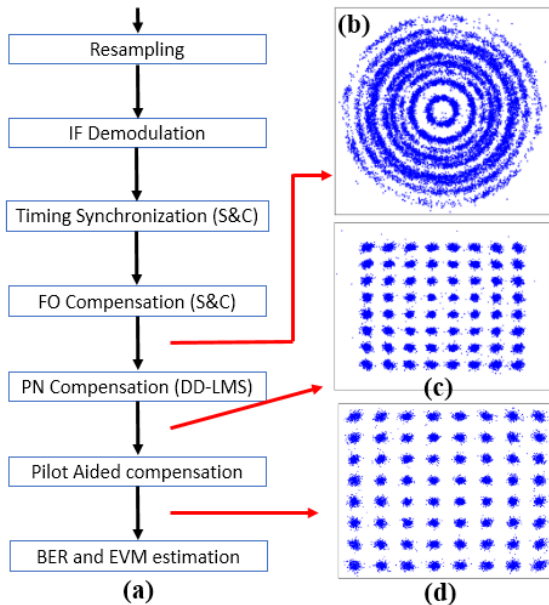 Resampling
IF Demodulation
Timing Synchronization (S&C)
FO Compensation (S&C)
PN Compensation (DD-LMS)
Pilot Aided compensation
BER and EVM estimation
(a)
(b)
(c)
(d)